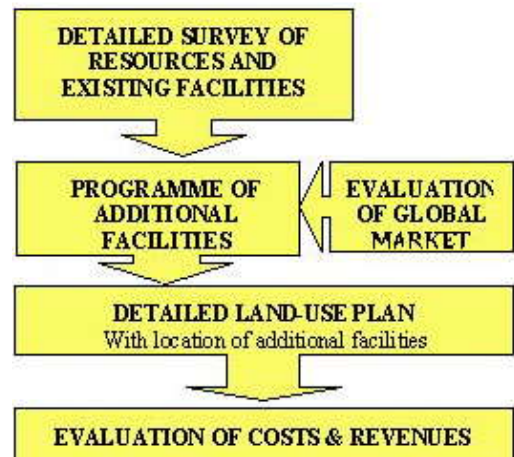 DETAILED SURVEY OF
RESOURCES AND
EXISTING FACILITIES
PROGRAMME OF
ADDITIONAL
FACILITIES
EVALUATION
OF GLOBAL
MARKET
DETAILED LAND-USE PLAN
With location of additional facilities
EVALUATION OF COSTS & REVENUES